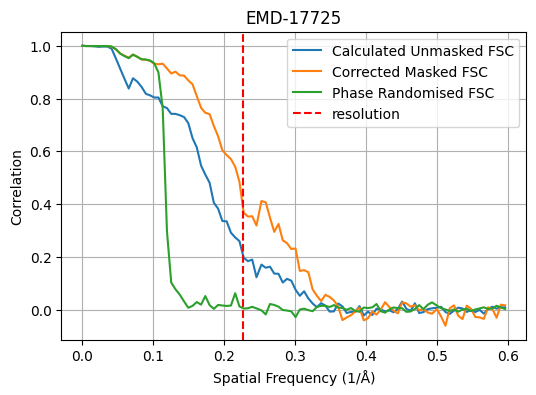 EMD-17725
Calculated Unmasked FSC
Corrected Masked FSC
Phase Randomised FSC
resolution
Correlation
1.0
0.8
0.6
0.4
0.2
0.0
0.0 0.1 0.2 0.3 0.4 0.5 0.6
Spatial Frequency (1/Å)